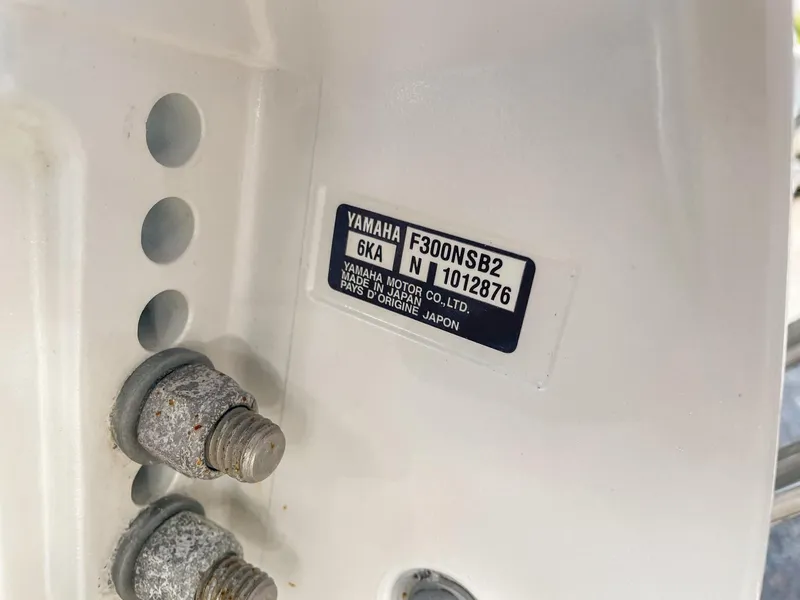 YAMAHA F300NSB2
6KA N 1012876
YAMAHA MOTOR CO.,LTD.
MADE IN JAPAN
PAYS D'ORIGINE JAPON